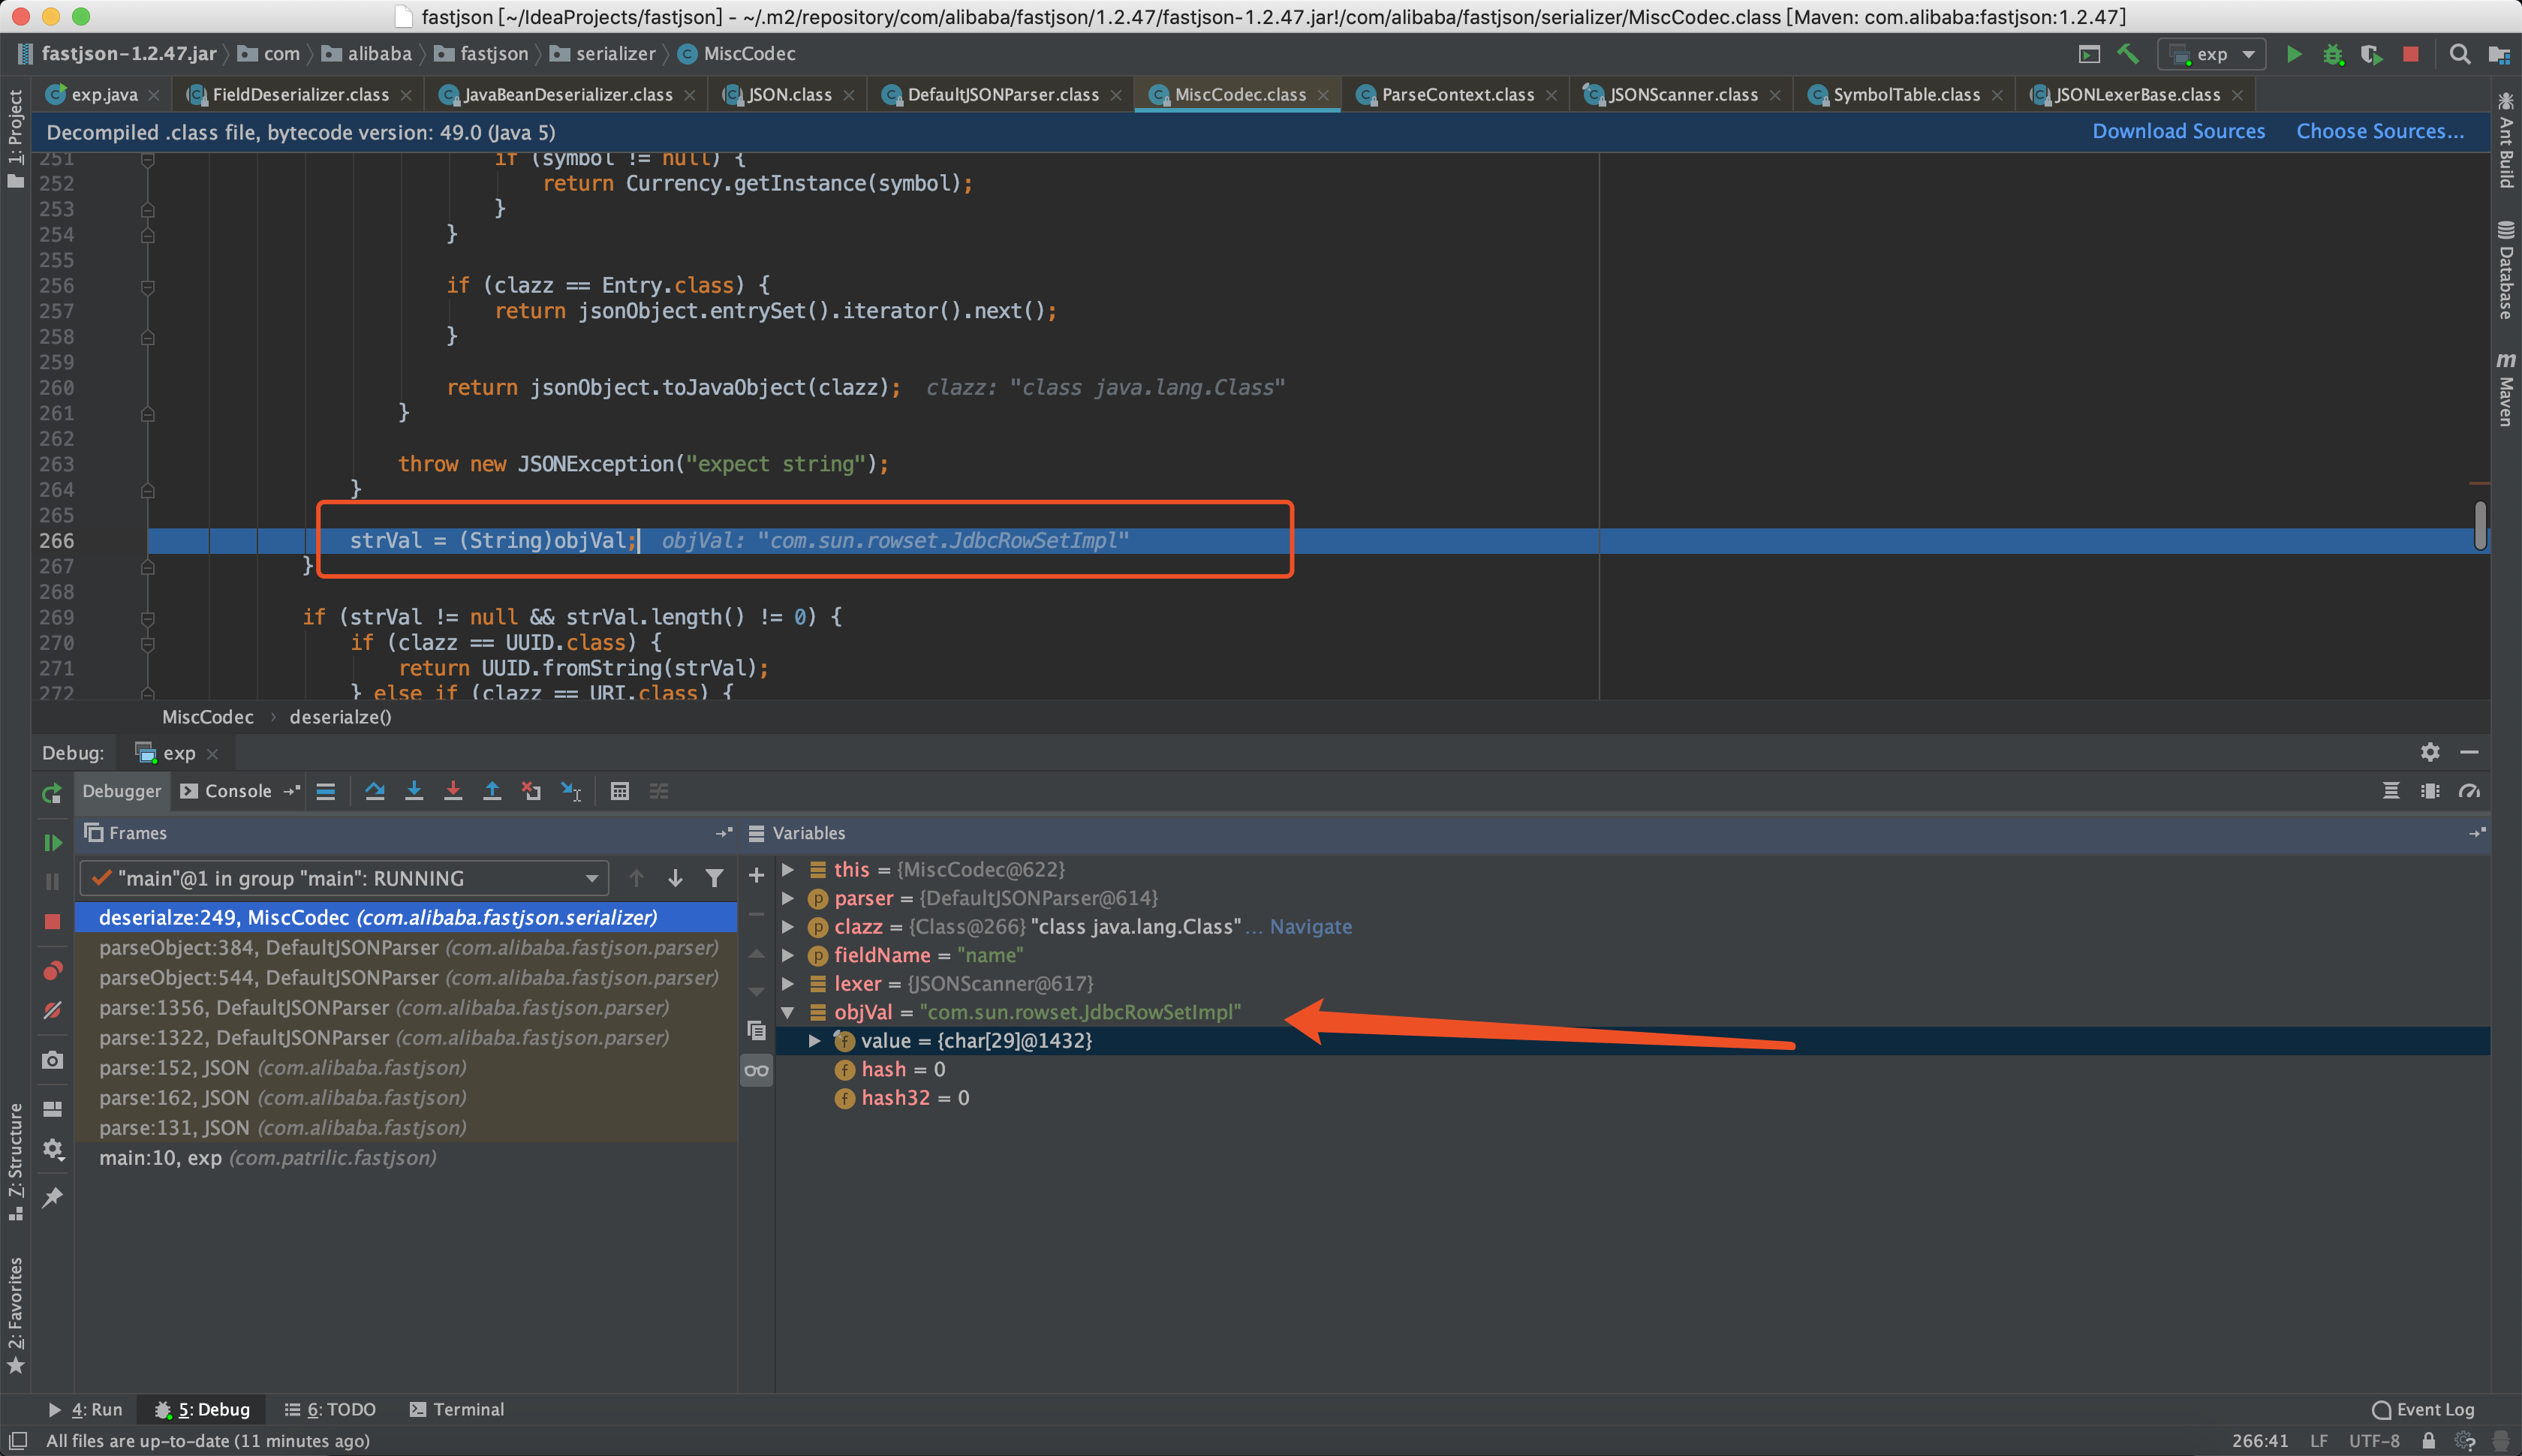 fastjson [~/IdeaProjects/fastjson] - ~/.m2/repository/com/alibaba/fastjson/1.2.47/fastjson-1.2.47.jar!/com/alibaba/fastjson/serializer/MiscCodec.class [Maven: com.alibaba:fastjson:1.2.47]
fastjson-1.2.47.jar com alibaba fastjson serializer MiscCodec exp
exp.java FieldDeserializer.class JavaBeanDeserializer.class JSON.class DefaultJSONParser.class MiscCodec.class ParseContext.class JSONScanner.class SymbolTable.class JSONLexerBase.class
Decompiled .class file, bytecode version: 49.0 (Java 5) Download Sources Choose Sources...
1: Project
Ant Build
Database
Maven
251 if (symbol != null) {
252 return Currency.getInstance(symbol);
253 }
254 }
255
256 if (clazz == Entry.class) {
257 return jsonObject.entrySet().iterator().next();
258 }
259
260 return jsonObject.toJavaObject(clazz); clazz: "class java.lang.Class"
261 }
262
263 throw new JSONException("expect string");
264 }
265
266 strVal = (String)objVal; objVal: "com.sun.rowset.JdbcRowSetImpl"
267 }
268
269 if (strVal != null && strVal.length() != 0) {
270 if (clazz == UUID.class) {
271 return UUID.fromString(strVal);
272 } else if (clazz == URI.class) {
MiscCodec › deserialze()
Debug: exp
Debugger Console
Frames
Variables
"main"@1 in group "main": RUNNING
deserialze:249, MiscCodec (com.alibaba.fastjson.serializer)
parseObject:384, DefaultJSONParser (com.alibaba.fastjson.parser)
parseObject:544, DefaultJSONParser (com.alibaba.fastjson.parser)
parse:1356, DefaultJSONParser (com.alibaba.fastjson.parser)
parse:1322, DefaultJSONParser (com.alibaba.fastjson.parser)
parse:152, JSON (com.alibaba.fastjson)
parse:162, JSON (com.alibaba.fastjson)
parse:131, JSON (com.alibaba.fastjson)
main:10, exp (com.patrilic.fastjson)
this = {MiscCodec@622}
parser = {DefaultJSONParser@614}
clazz = {Class@266} "class java.lang.Class" ... Navigate
fieldName = "name"
lexer = {JSONScanner@617}
objVal = "com.sun.rowset.JdbcRowSetImpl"
value = {char[29]@1432}
hash = 0
hash32 = 0
Z: Structure
2: Favorites
4: Run 5: Debug 6: TODO Terminal Event Log
All files are up-to-date (11 minutes ago) 266:41 LF UTF-8